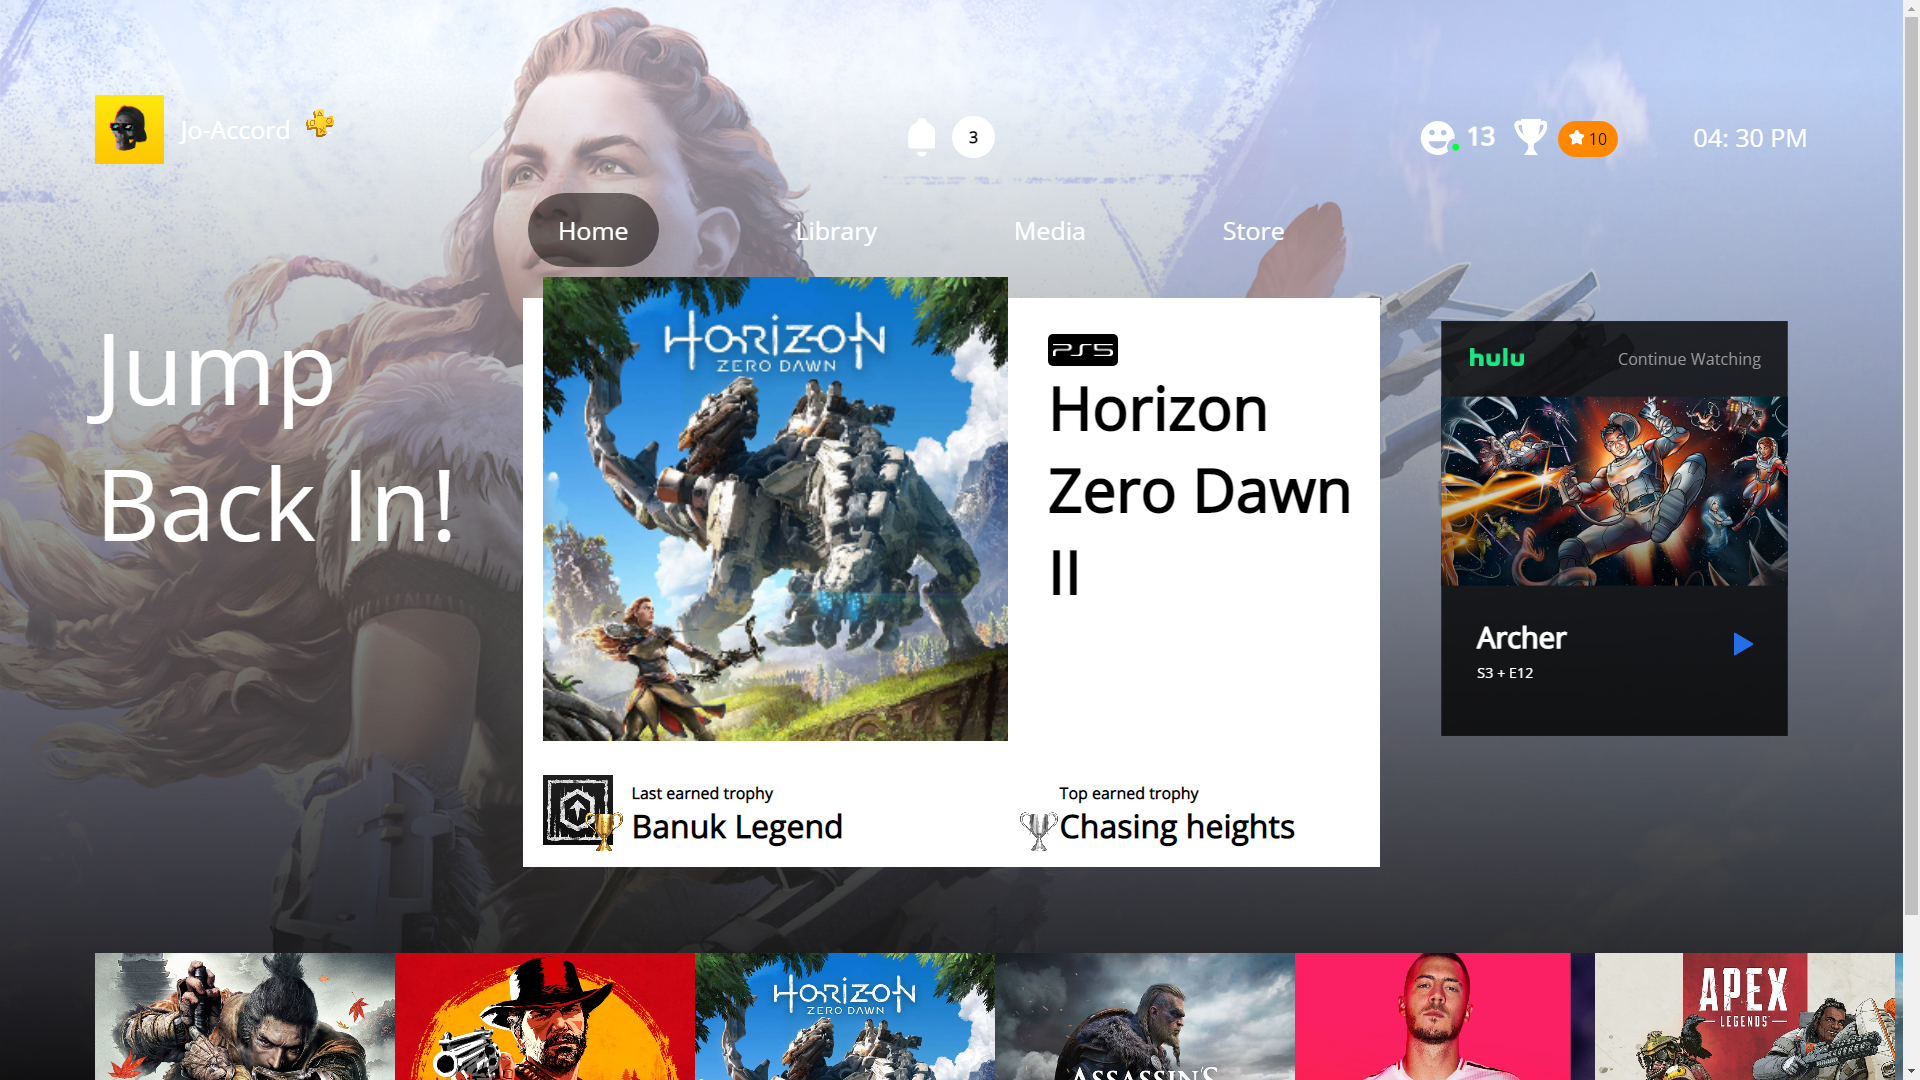 Jo-Accord
3
13
10
04: 30 PM
Home
Library
Media
Store
Jump
Back In!
HORIZON
ZERO DAWN
PS5
Horizon
Zero Dawn
II
hulu
Continue Watching
Archer
S3 + E12
Last earned trophy
Banuk Legend
Top earned trophy
Chasing heights
HORIZON
ZERO DAWN
ASSASSIN'S
APEX
LEGENDS